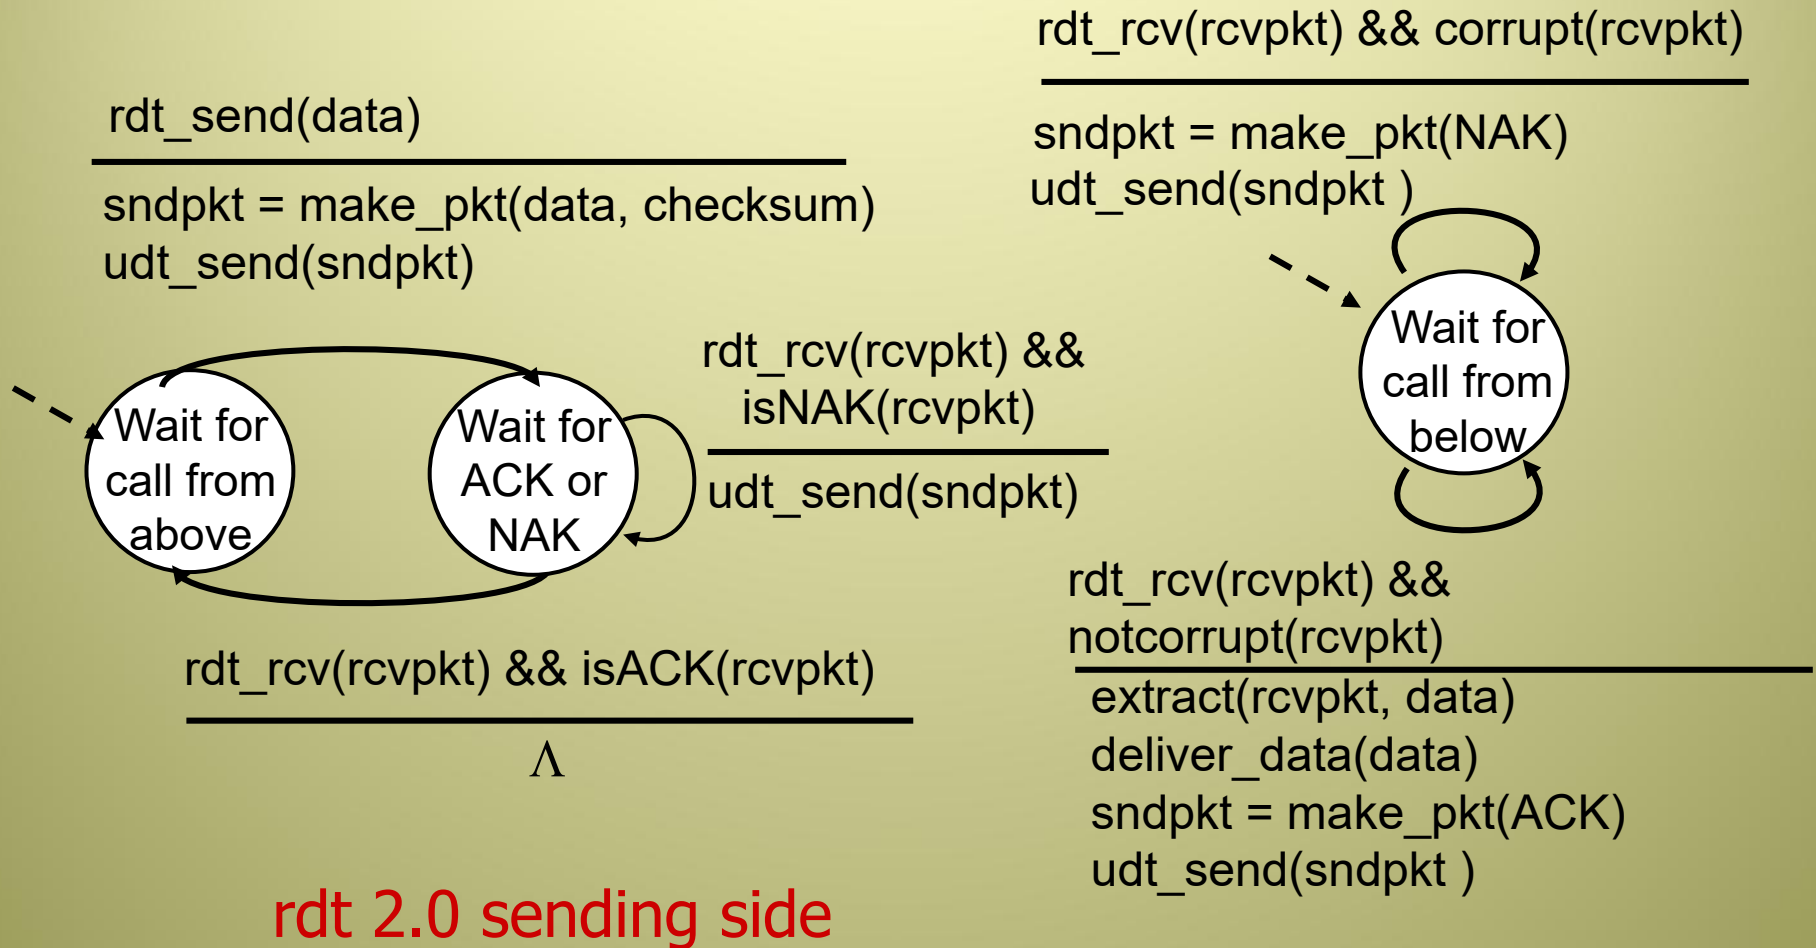 rdt_send(data)
sndpkt = make_pkt(data, checksum)
udt_send(sndpkt)
Wait for
call from
above
Wait for
ACK or
NAK
rdt_rcv(rcvpkt) &&
isNAK(rcvpkt)
udt_send(sndpkt)
rdt_rcv(rcvpkt) && isACK(rcvpkt)
Λ
rdt 2.0 sending side
rdt_rcv(rcvpkt) && corrupt(rcvpkt)
sndpkt = make_pkt(NAK)
udt_send(sndpkt )
Wait for
call from
below
rdt_rcv(rcvpkt) &&
notcorrupt(rcvpkt)
extract(rcvpkt, data)
deliver_data(data)
sndpkt = make_pkt(ACK)
udt_send(sndpkt )